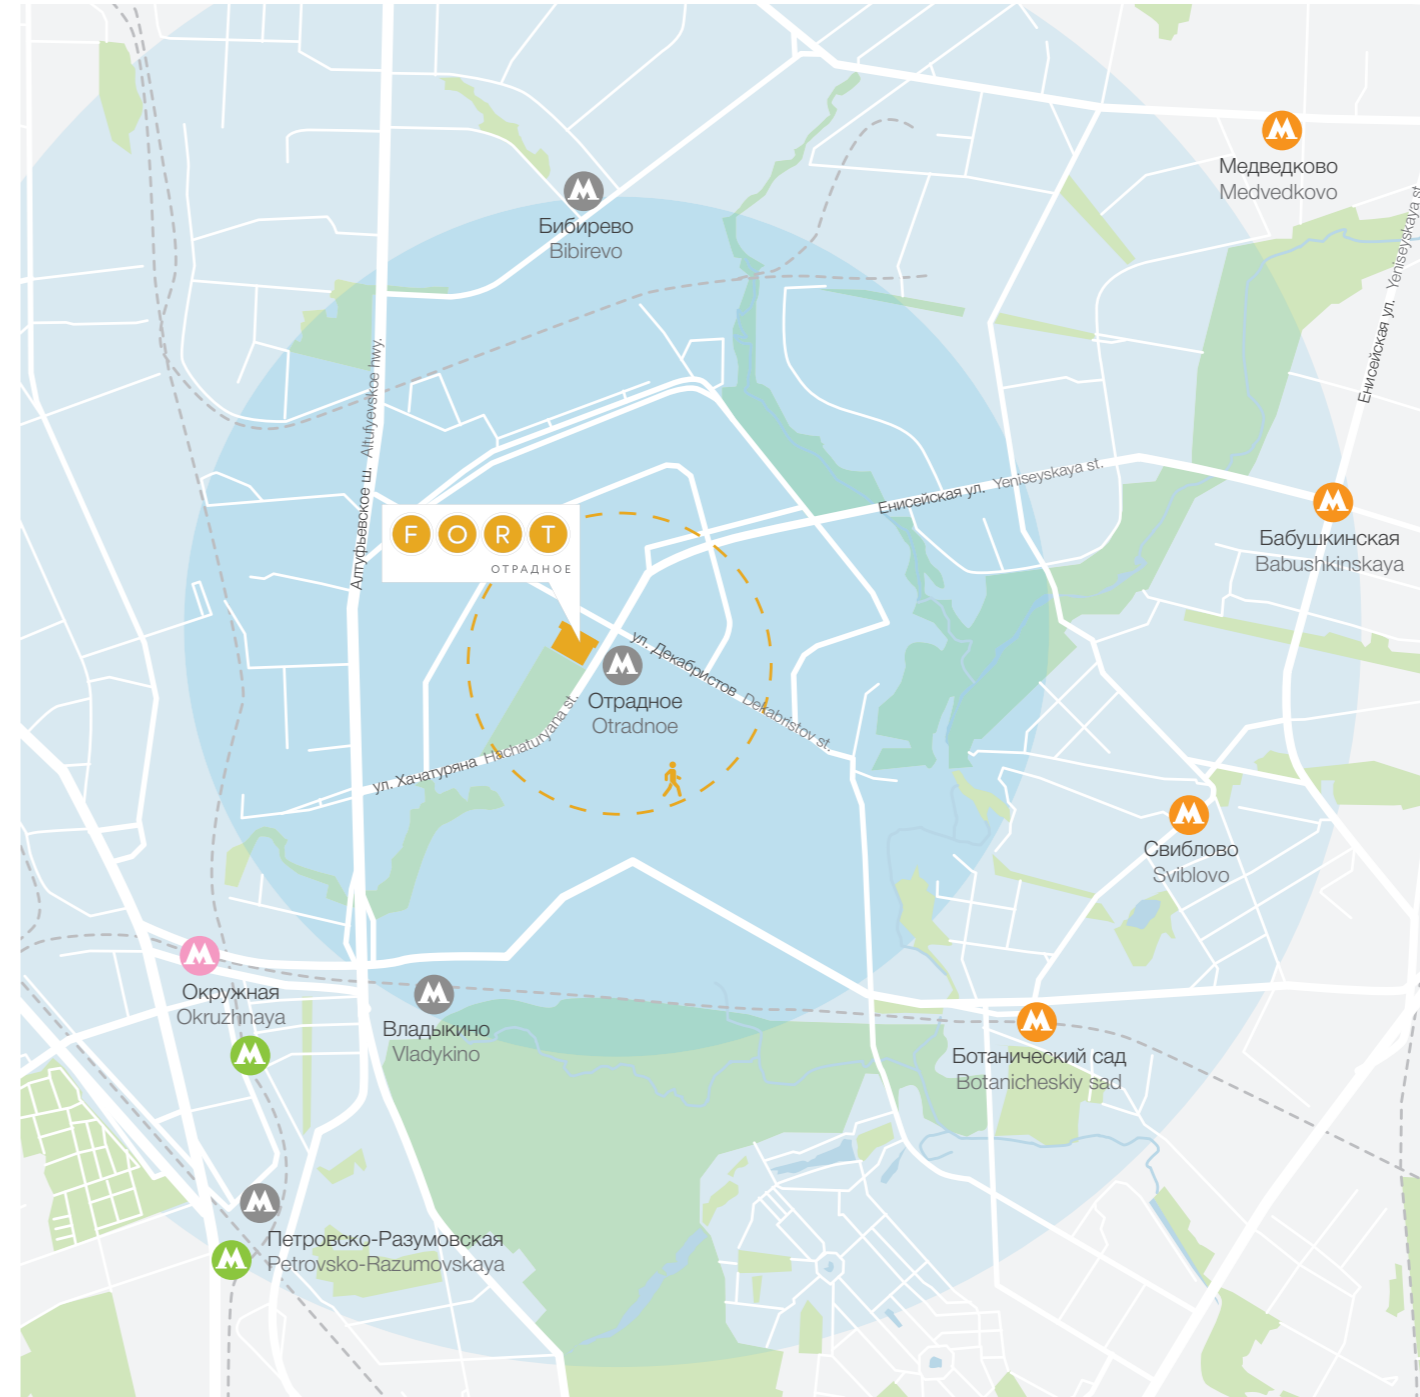 Медведково
Medvedkovo
Бибирево
Bibirevo
Енисейская ул. Yeniseyskaya st.
Алтуфьевское ш. Altufyevskoe hwy.
Енисейская ул. Yeniseyskaya st.
FORT
ОТРАДНОЕ
Бабушкинская
Babushkinskaya
ул. Декабристов Dekabristov st.
Отрадное
Otradnoe
ул. Хачатуряна Hachaturyana st.
Свиблово
Sviblovo
Окружная
Okruzhnaya
Владыкино
Vladykino
Ботанический сад
Botanicheskiy sad
Петровско-Разумовская
Petrovsko-Razumovskaya